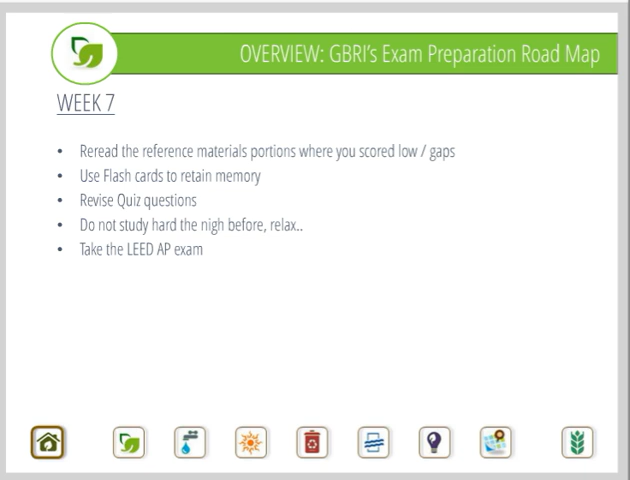 OVERVIEW: GBRI's Exam Preparation Road Map
WEEK 7
• Reread the reference materials portions where you scored low / gaps
• Use Flash cards to retain memory
• Revise Quiz questions
• Do not study hard the nigh before, relax..
• Take the LEED AP exam